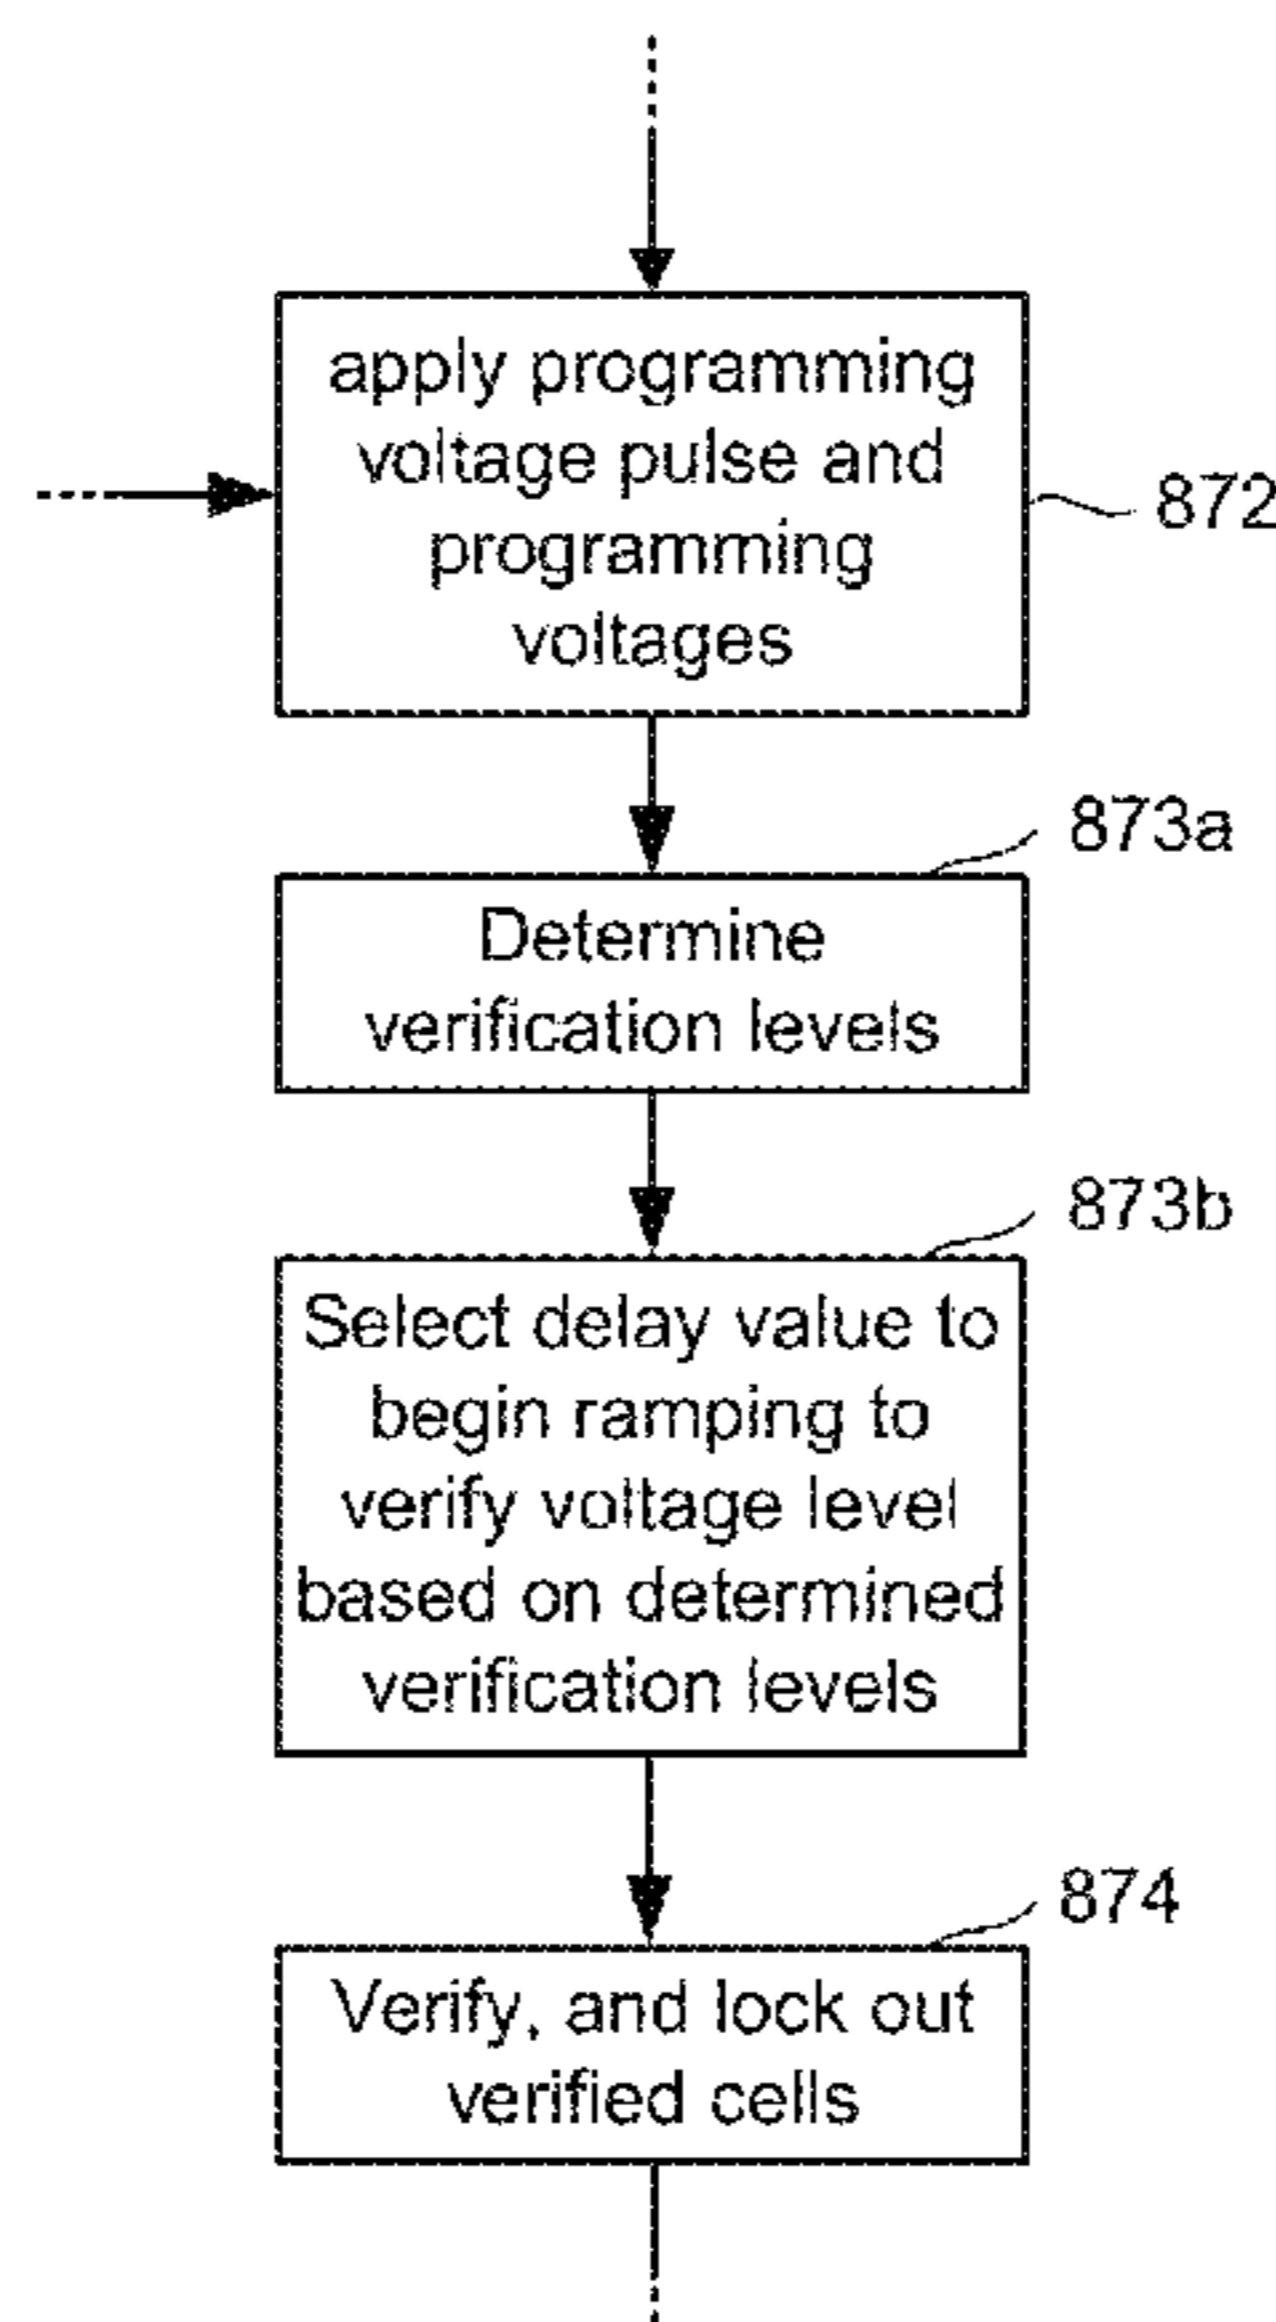 apply programming
voltage pulse and
programming
voltages
872
873a
Determine
verification levels
873b
Select delay value to
begin ramping to
verify voltage level
based on determined
verification levels
874
Verify, and lock out
verified cells